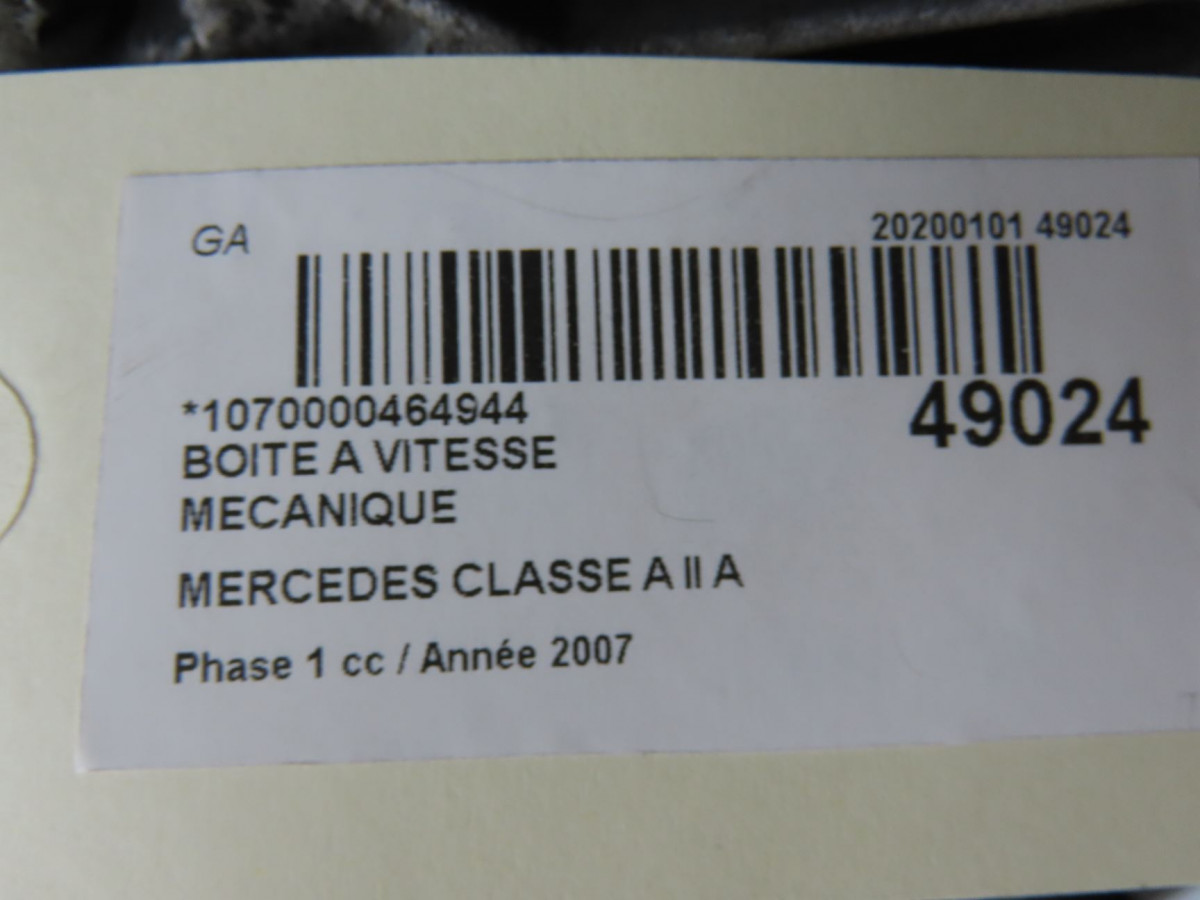 GA
20200101 49024
*1070000464944
49024
BOITE A VITESSE
MECANIQUE
MERCEDES CLASSE A II A
Phase 1 cc / Année 2007